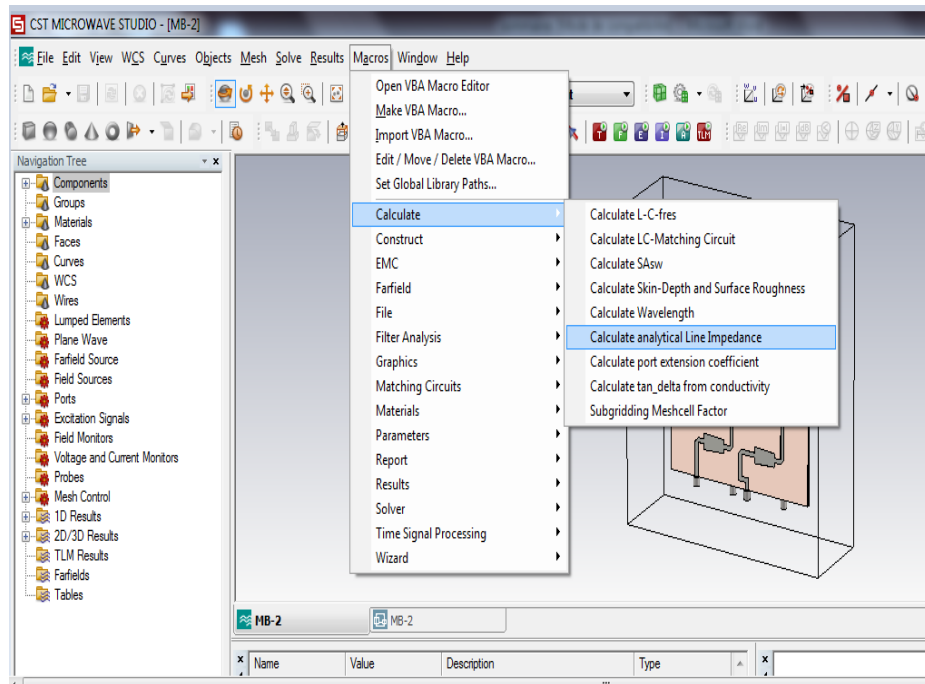 CST MICROWAVE STUDIO - [MB-2]
File Edit View WCS Curves Objects Mesh Solve Results Macros Window Help
Navigation Tree
Components
Groups
Materials
Faces
Curves
WCS
Wires
Lumped Elements
Plane Wave
Farfield Source
Field Sources
Ports
Excitation Signals
Field Monitors
Voltage and Current Monitors
Probes
Mesh Control
1D Results
2D/3D Results
TLM Results
Farfields
Tables
Open VBA Macro Editor
Make VBA Macro...
Import VBA Macro...
Edit / Move / Delete VBA Macro...
Set Global Library Paths...
Calculate
Construct
EMC
Farfield
File
Filter Analysis
Graphics
Matching Circuits
Materials
Parameters
Report
Results
Solver
Time Signal Processing
Wizard
Calculate L-C-fres
Calculate LC-Matching Circuit
Calculate SAsw
Calculate Skin-Depth and Surface Roughness
Calculate Wavelength
Calculate analytical Line Impedance
Calculate port extension coefficient
Calculate tan_delta from conductivity
Subgridding Meshcell Factor
MB-2 MB-2
Name Value Description Type